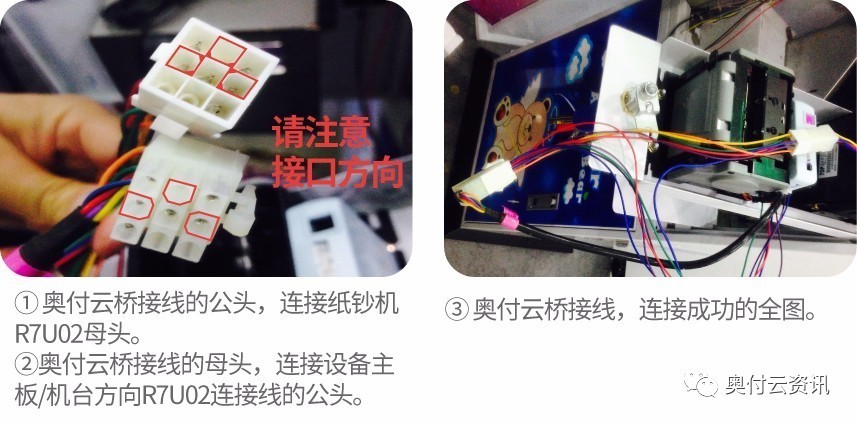 请注意
接口方向
① 奥付云桥接线的公头，连接纸钞机
R7U02母头。
②奥付云桥接线的母头，连接设备主
板/机台方向R7U02连接线的公头。
③ 奥付云桥接线，连接成功的全图。
奥付云资讯